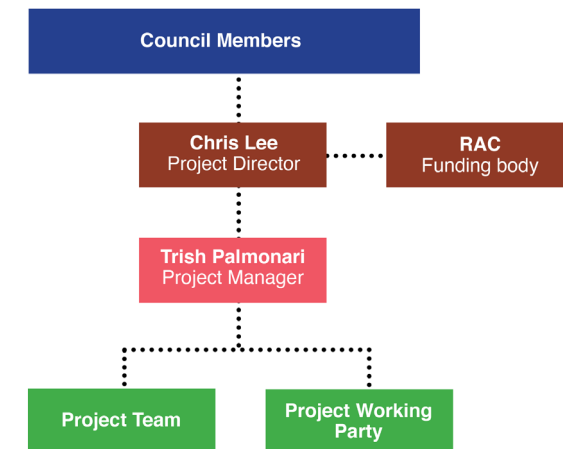 Council Members
Chris Lee
Project Director
RAC
Funding body
Trish Palmonari
Project Manager
Project Team
Project Working
Party